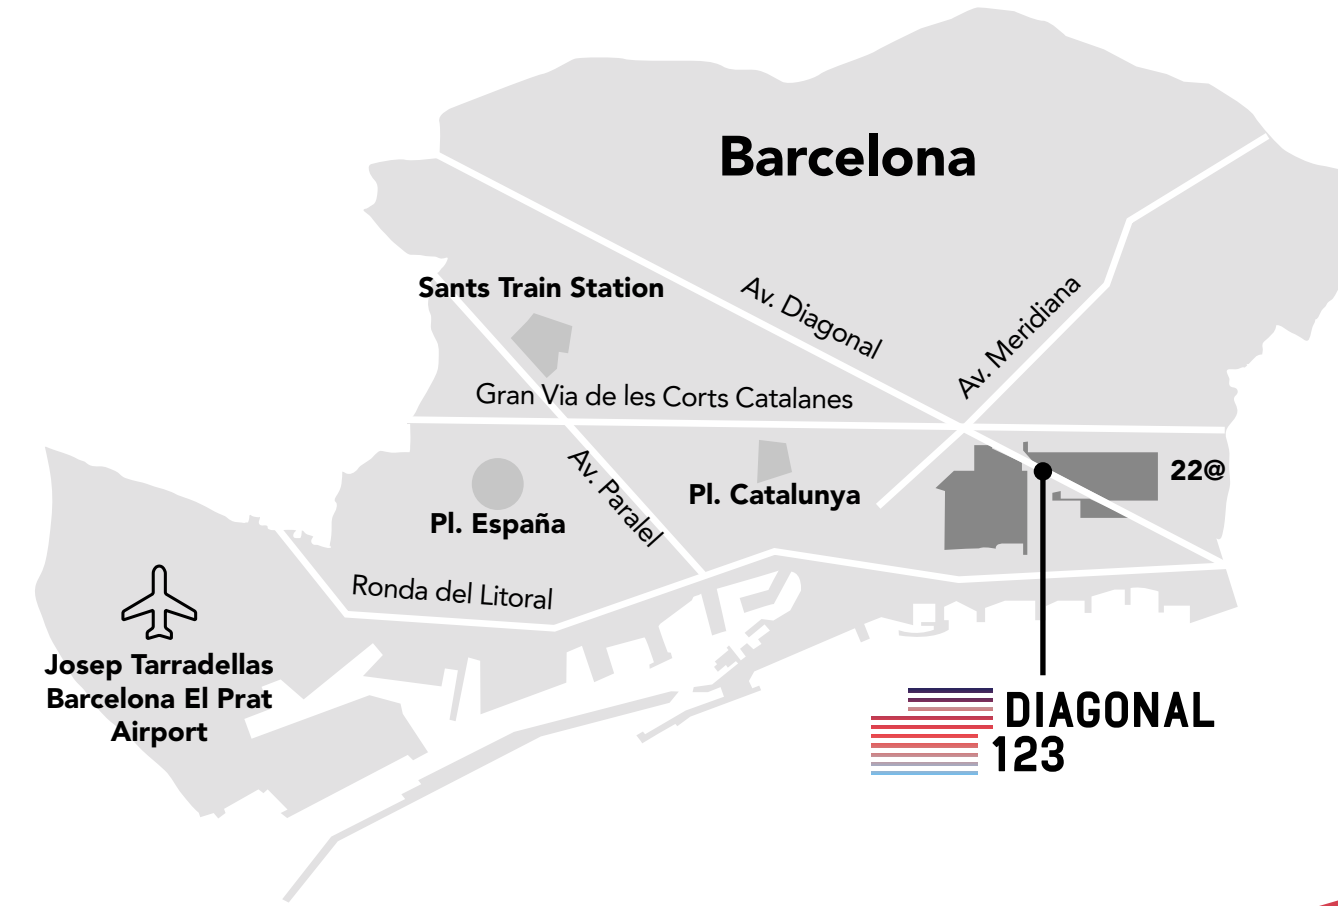 Barcelona
Sants Train Station
Av. Diagonal
Av. Meridiana
Gran Via de les Corts Catalanes
Av. Paralel
Pl. Catalunya
22@
Pl. España
Ronda del Litoral
Josep Tarradellas
Barcelona El Prat
Airport
DIAGONAL
123